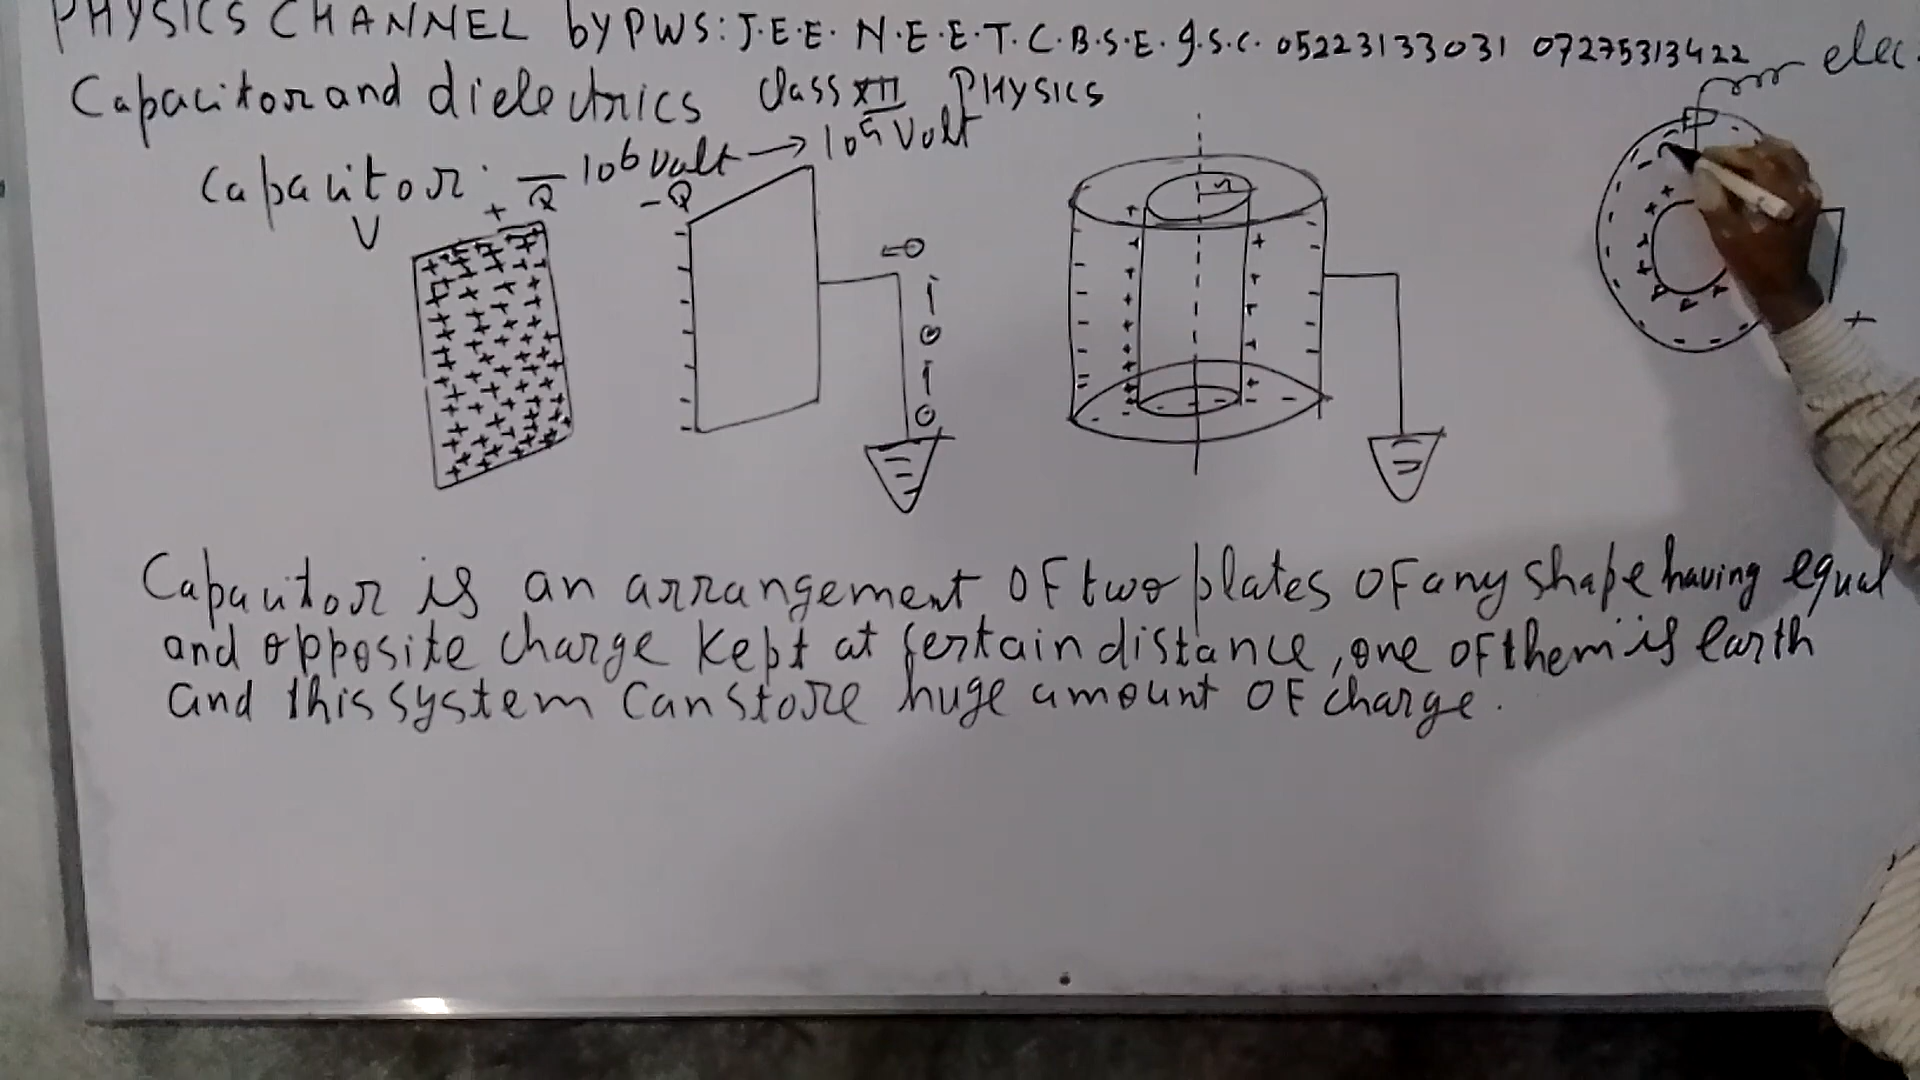 PHYSICS CHANNEL by PWS: J.E.E. N.E.E.T. C.B.S.E. I.S.C. 05223133031 07275313422
elec.
Capacitor and dielectrics class XII PHYSICS
Capacitor: 10⁶ Volt → 10⁵ Volt
V + Q - Q
r
Capacitor is an arrangement OF two plates OF any shape having equal
and opposite charge kept at certain distance, one of them is earth
and this system can store huge amount OF charge.